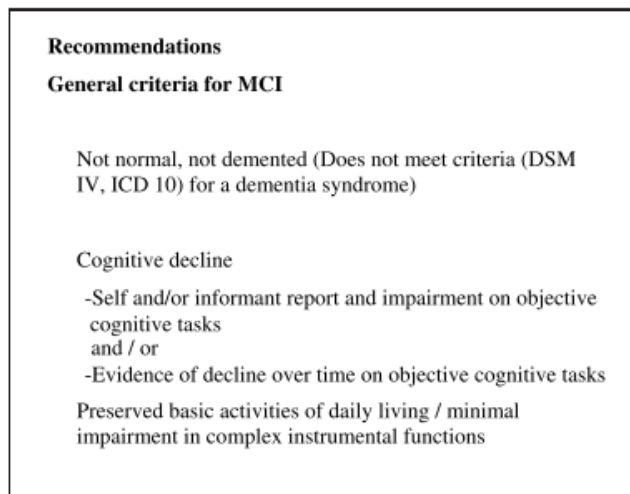 Recommendations
General criteria for MCI
Not normal, not demented (Does not meet criteria (DSM
IV, ICD 10) for a dementia syndrome)
Cognitive decline
-Self and/or informant report and impairment on objective
cognitive tasks
and / or
-Evidence of decline over time on objective cognitive tasks
Preserved basic activities of daily living / minimal
impairment in complex instrumental functions